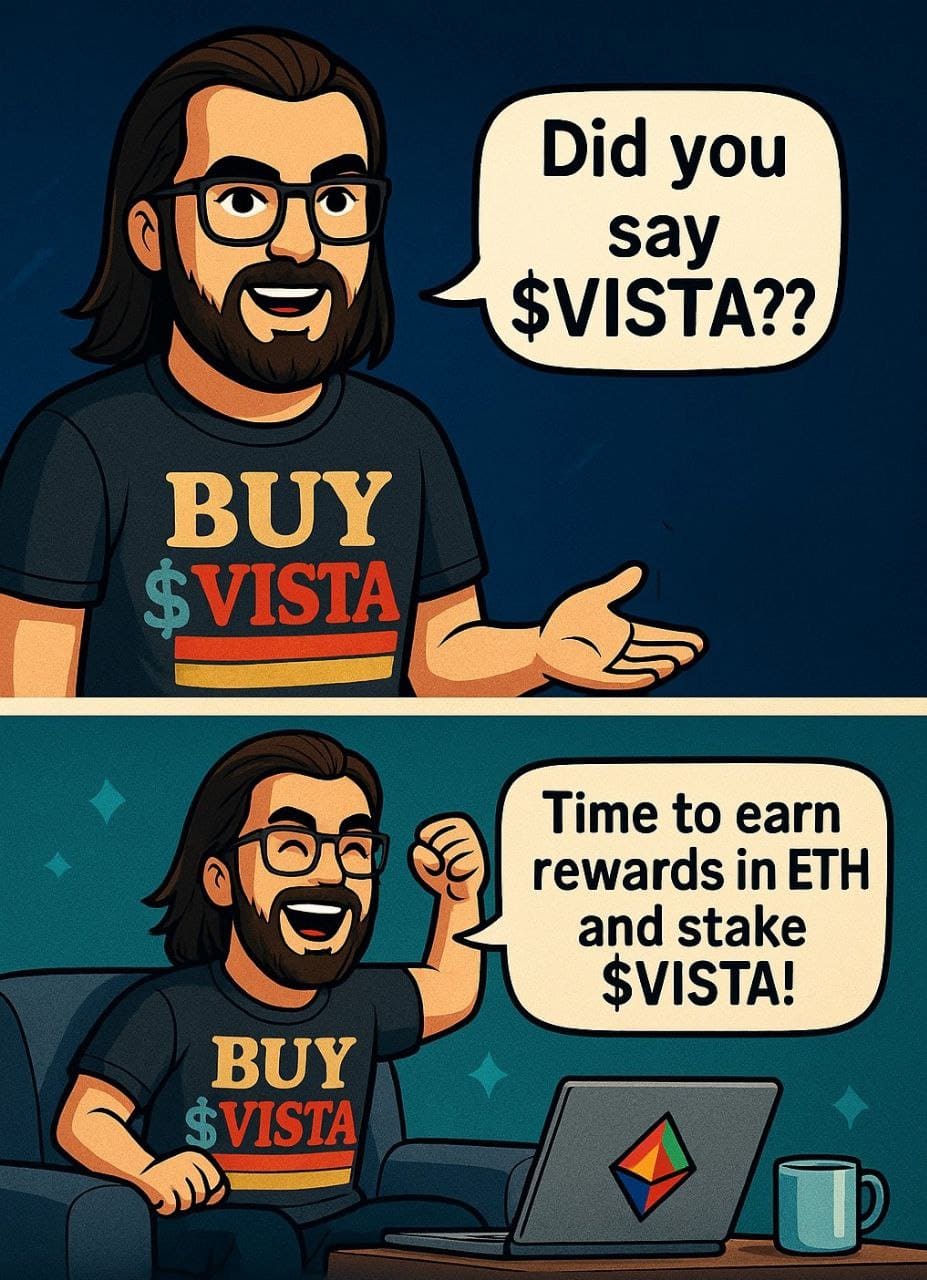 Did you
say
$VISTA??
BUY
$VISTA
Time to earn
rewards in ETH
and stake
$VISTA!
BUY
$VISTA